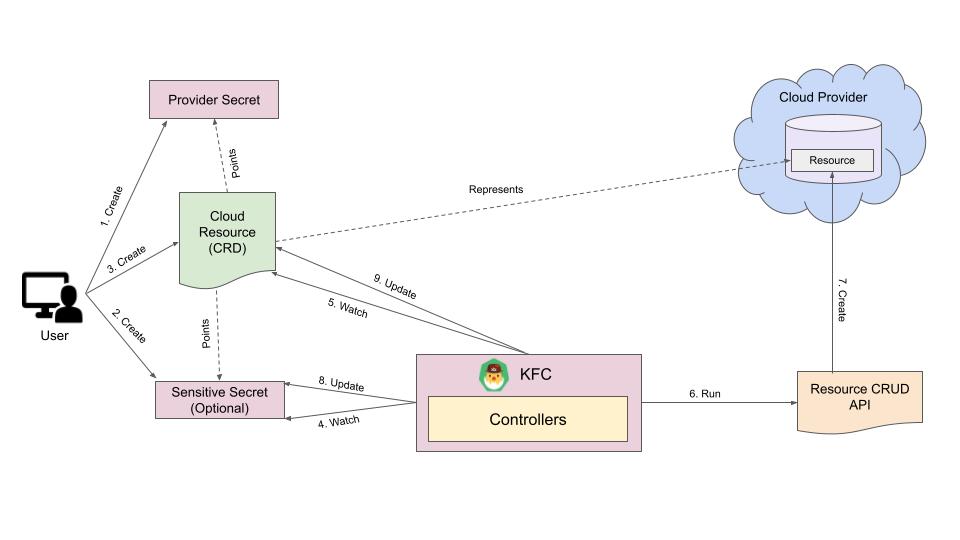 Cloud Provider
Provider Secret
Points
Resource
1. Create
Represents
Cloud
Resource
(CRD)
3. Create
9. Update
5. Watch
7. Create
2. Create
User
Points
KFC
8. Update
Sensitive Secret
(Optional)
4. Watch
Controllers
6. Run
Resource CRUD
API